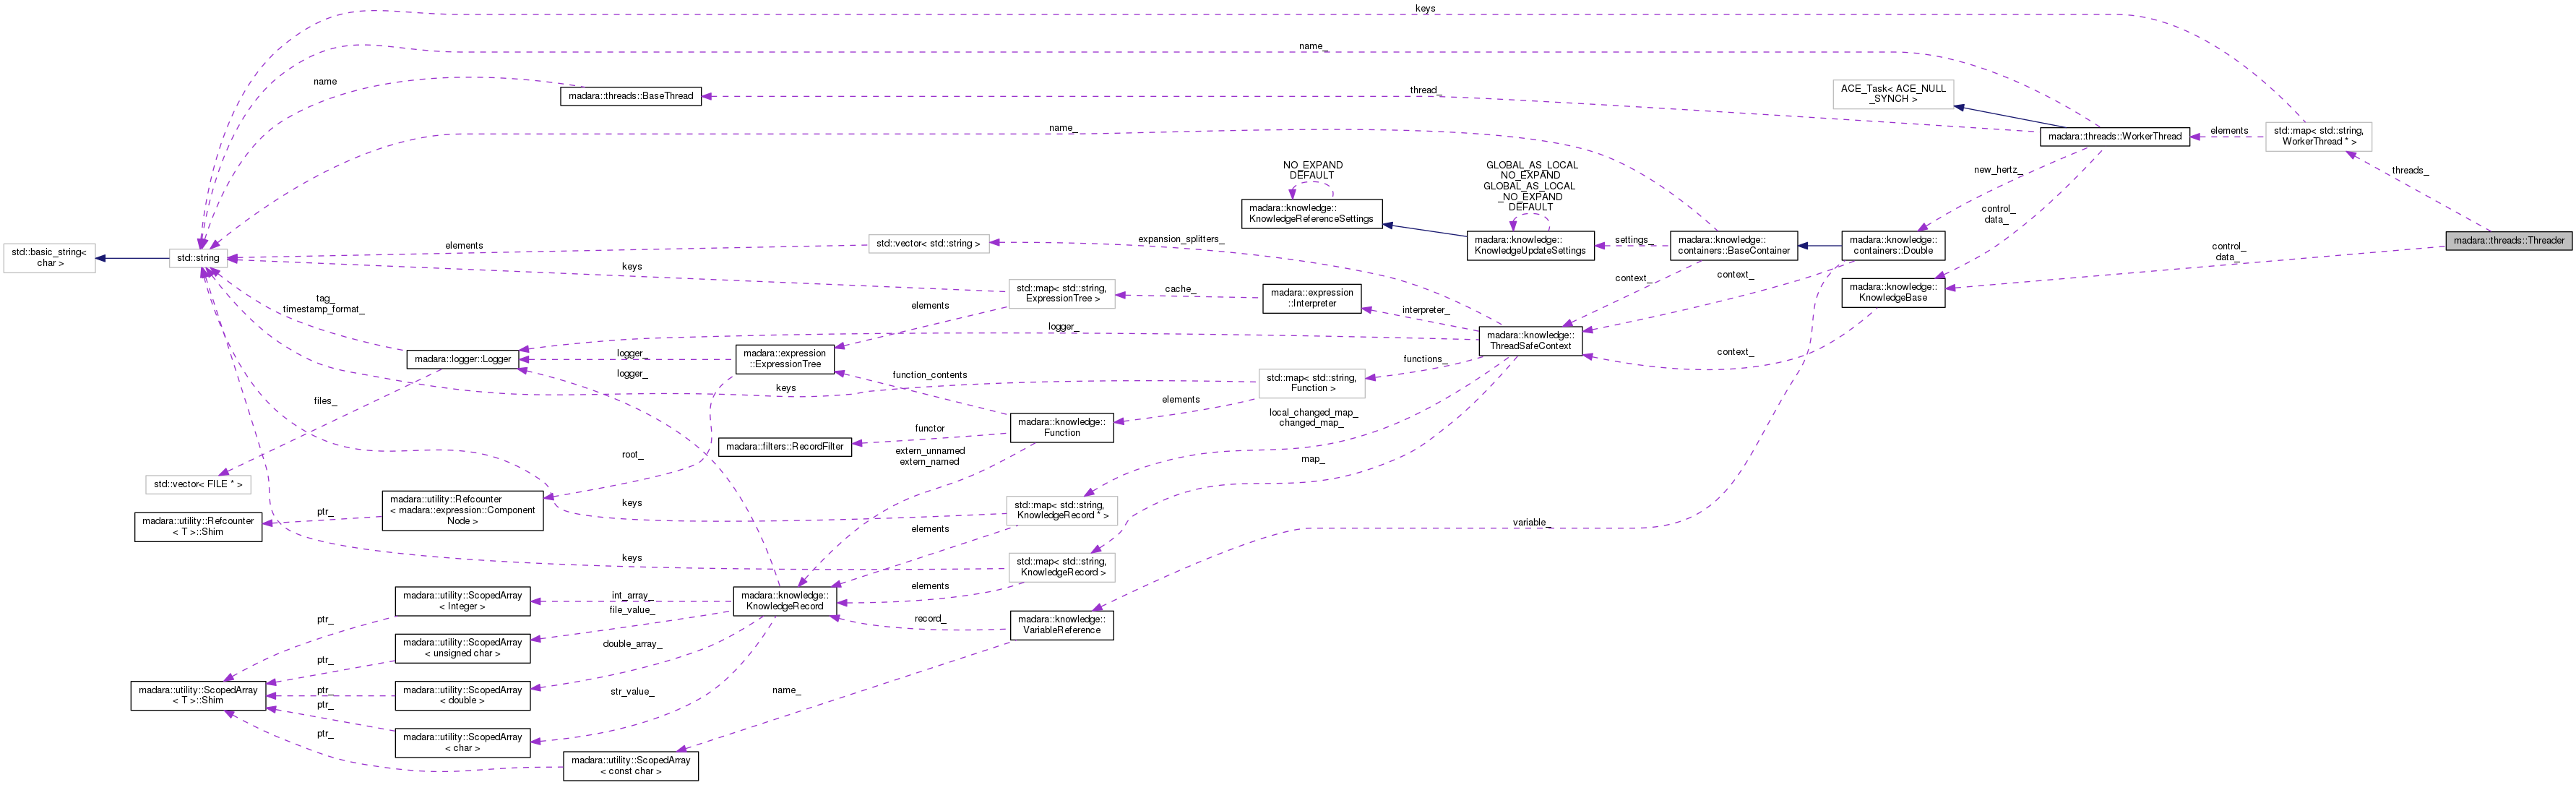 keys
name_
name
madara::threads::BaseThread
thread_
ACE_Task< ACE_NULL
_SYNCH >
name_
madara::threads::WorkerThread
elements
std::map< std::string,
WorkerThread * >
threads_
new_hertz_
control_
data_
NO_EXPAND
DEFAULT
madara::knowledge::
KnowledgeReferenceSettings
GLOBAL_AS_LOCAL
NO_EXPAND
GLOBAL_AS_LOCAL
_NO_EXPAND
DEFAULT
madara::knowledge::
KnowledgeUpdateSettings
settings_
madara::knowledge::
containers::BaseContainer
madara::knowledge::
containers::Double
control_
data_
madara::threads::Threader
std::basic_string<
char >
std::string
elements
std::vector< std::string >
expansion_splitters_
keys
std::map< std::string,
ExpressionTree >
cache_
madara::expression
::Interpreter
context_
context_
madara::knowledge::
KnowledgeBase
tag_
timestamp_format_
elements
interpreter_
logger_
madara::knowledge::
ThreadSafeContext
context_
madara::logger::Logger
logger_
madara::expression
::ExpressionTree
functions_
logger_
keys
function_contents
std::map< std::string,
Function >
files_
elements
local_changed_map_
changed_map_
madara::filters::RecordFilter
functor
madara::knowledge::
Function
extern_unnamed
extern_named
root_
map_
std::vector< FILE * >
madara::utility::Refcounter
< madara::expression::Component
Node >
ptr_
madara::utility::Refcounter
< T >::Shim
keys
std::map< std::string,
KnowledgeRecord * >
variable_
elements
keys
std::map< std::string,
KnowledgeRecord >
elements
madara::utility::ScopedArray
< Integer >
int_array_
file_value_
madara::knowledge::
KnowledgeRecord
record_
madara::knowledge::
VariableReference
ptr_
madara::utility::ScopedArray
< unsigned char >
double_array_
ptr_
madara::utility::ScopedArray
< T >::Shim
ptr_
madara::utility::ScopedArray
< double >
str_value_
name_
ptr_
madara::utility::ScopedArray
< char >
ptr_
madara::utility::ScopedArray
< const char >